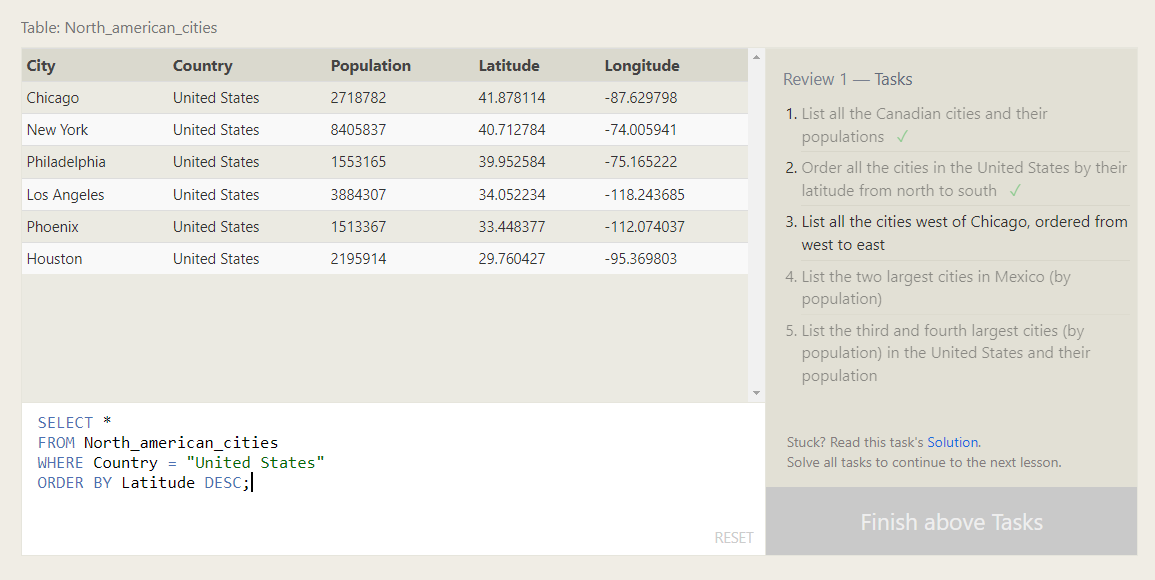 Table: North_american_cities
City Country Population Latitude Longitude
Chicago United States 2718782 41.878114 -87.629798
New York United States 8405837 40.712784 -74.005941
Philadelphia United States 1553165 39.952584 -75.165222
Los Angeles United States 3884307 34.052234 -118.243685
Phoenix United States 1513367 33.448377 -112.074037
Houston United States 2195914 29.760427 -95.369803
SELECT *
FROM North_american_cities
WHERE Country = "United States"
ORDER BY Latitude DESC;
RESET
Review 1 — Tasks
1. List all the Canadian cities and their
populations ✓
2. Order all the cities in the United States by their
latitude from north to south ✓
3. List all the cities west of Chicago, ordered from
west to east
4. List the two largest cities in Mexico (by
population)
5. List the third and fourth largest cities (by
population) in the United States and their
population
Stuck? Read this task's Solution.
Solve all tasks to continue to the next lesson.
Finish above Tasks